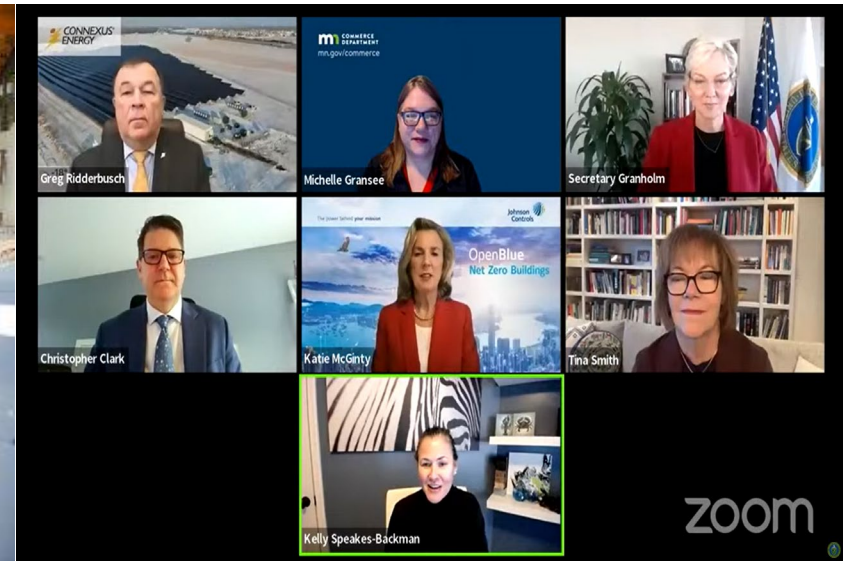 CONNEXUS
ENERGY
Greg Ridderbusch
mn COMMERCE
DEPARTMENT
mn.gov/commerce
Michelle Gransee
Secretary Granholm
Christopher Clark
The power behind your mission
Johnson
Controls
OpenBlue
Net Zero Buildings
Katie McGinty
Tina Smith
Kelly Speakes-Backman
zoom